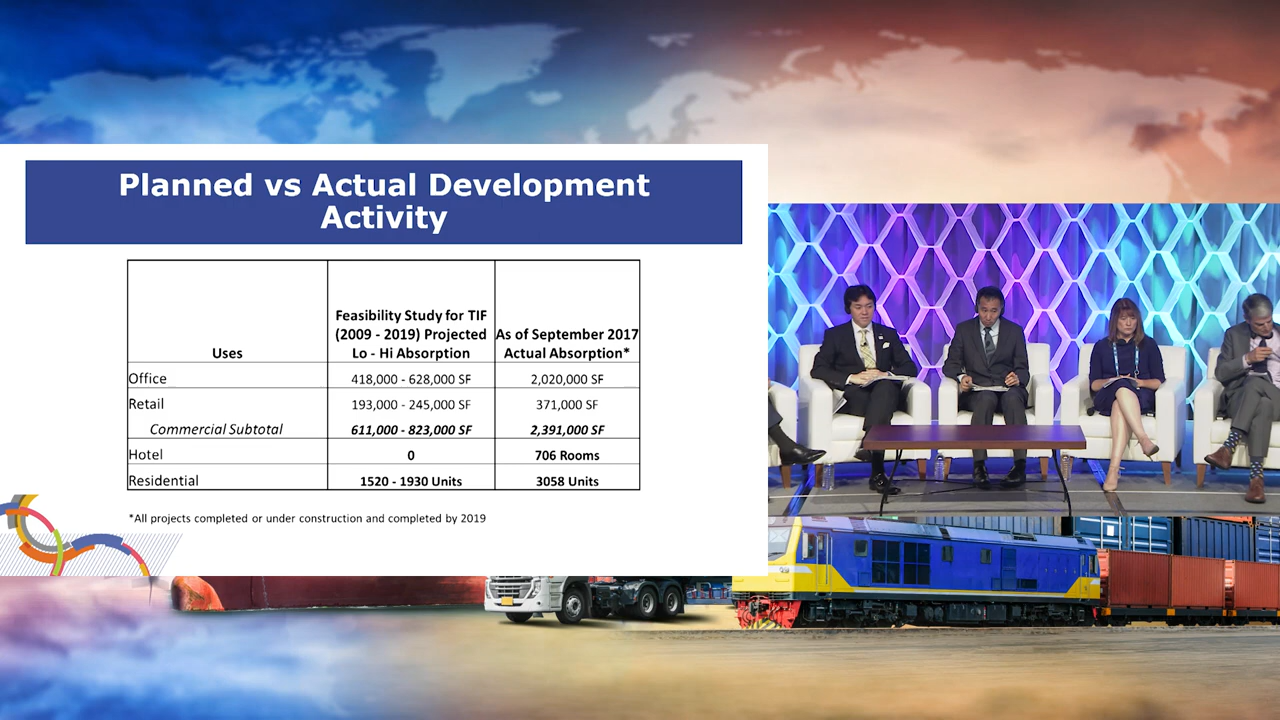 Planned vs Actual Development
Activity
Uses
Feasibility Study for TIF
(2009 - 2019) Projected
Lo - Hi Absorption
As of September 2017
Actual Absorption*
Office 418,000 - 628,000 SF 2,020,000 SF
Retail 193,000 - 245,000 SF 371,000 SF
Commercial Subtotal 611,000 - 823,000 SF 2,391,000 SF
Hotel 0 706 Rooms
Residential 1520 - 1930 Units 3058 Units
*All projects completed or under construction and completed by 2019